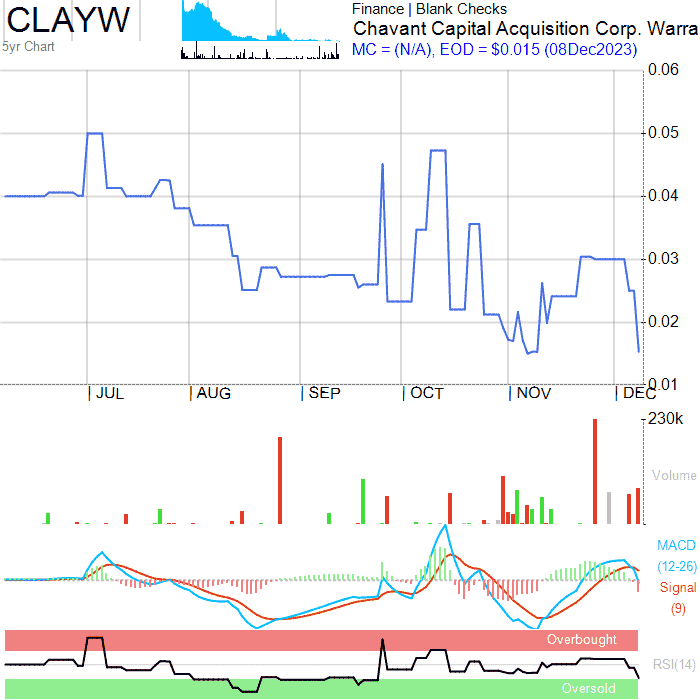 CLAYW
5yr Chart
Finance | Blank Checks
Chavant Capital Acquisition Corp. Warra
MC = (N/A), EOD = $0.015 (08Dec2023)
0.06
0.05
0.04
0.03
0.02
0.01
JUL AUG SEP OCT NOV DEC
230k
Volume
MACD
(12-26)
Signal
(9)
Overbought
RSI(14)
Oversold